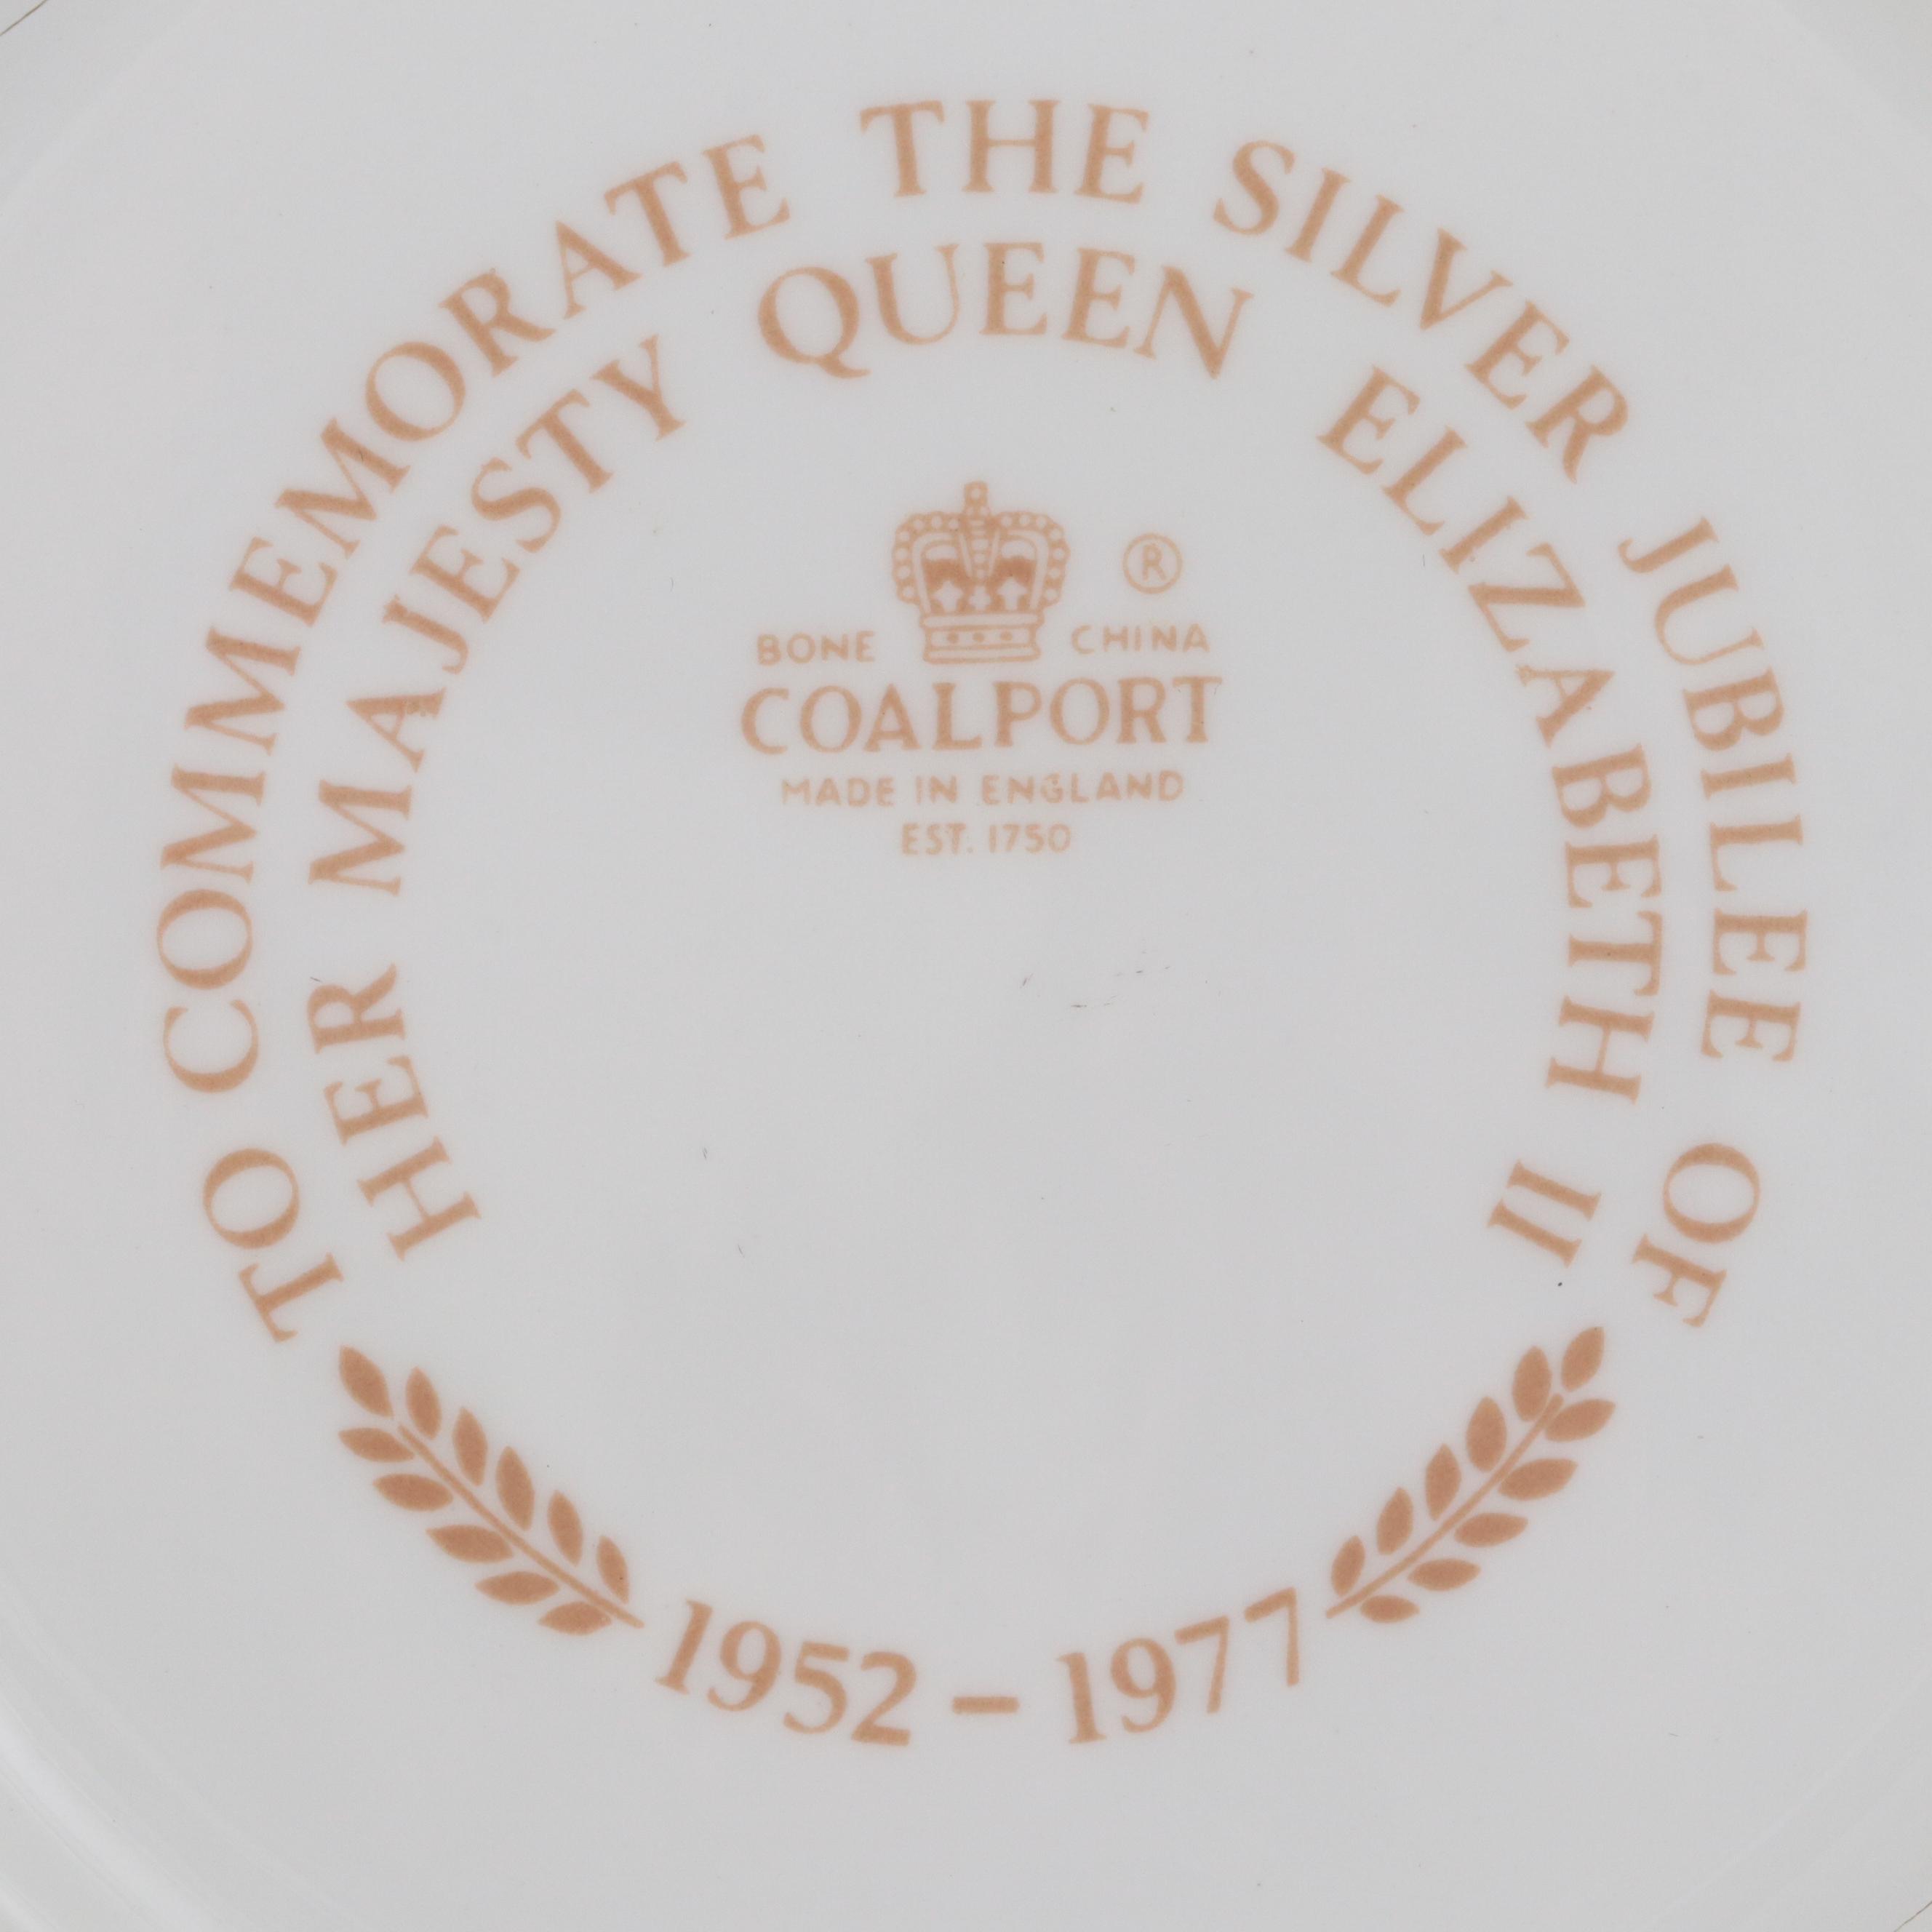 TO COMMEMORATE THE SILVER JUBILEE OF
HER MAJESTY QUEEN ELIZABETH II
®
BONE CHINA
COALPORT
MADE IN ENGLAND
EST. 1750
1952 – 1977